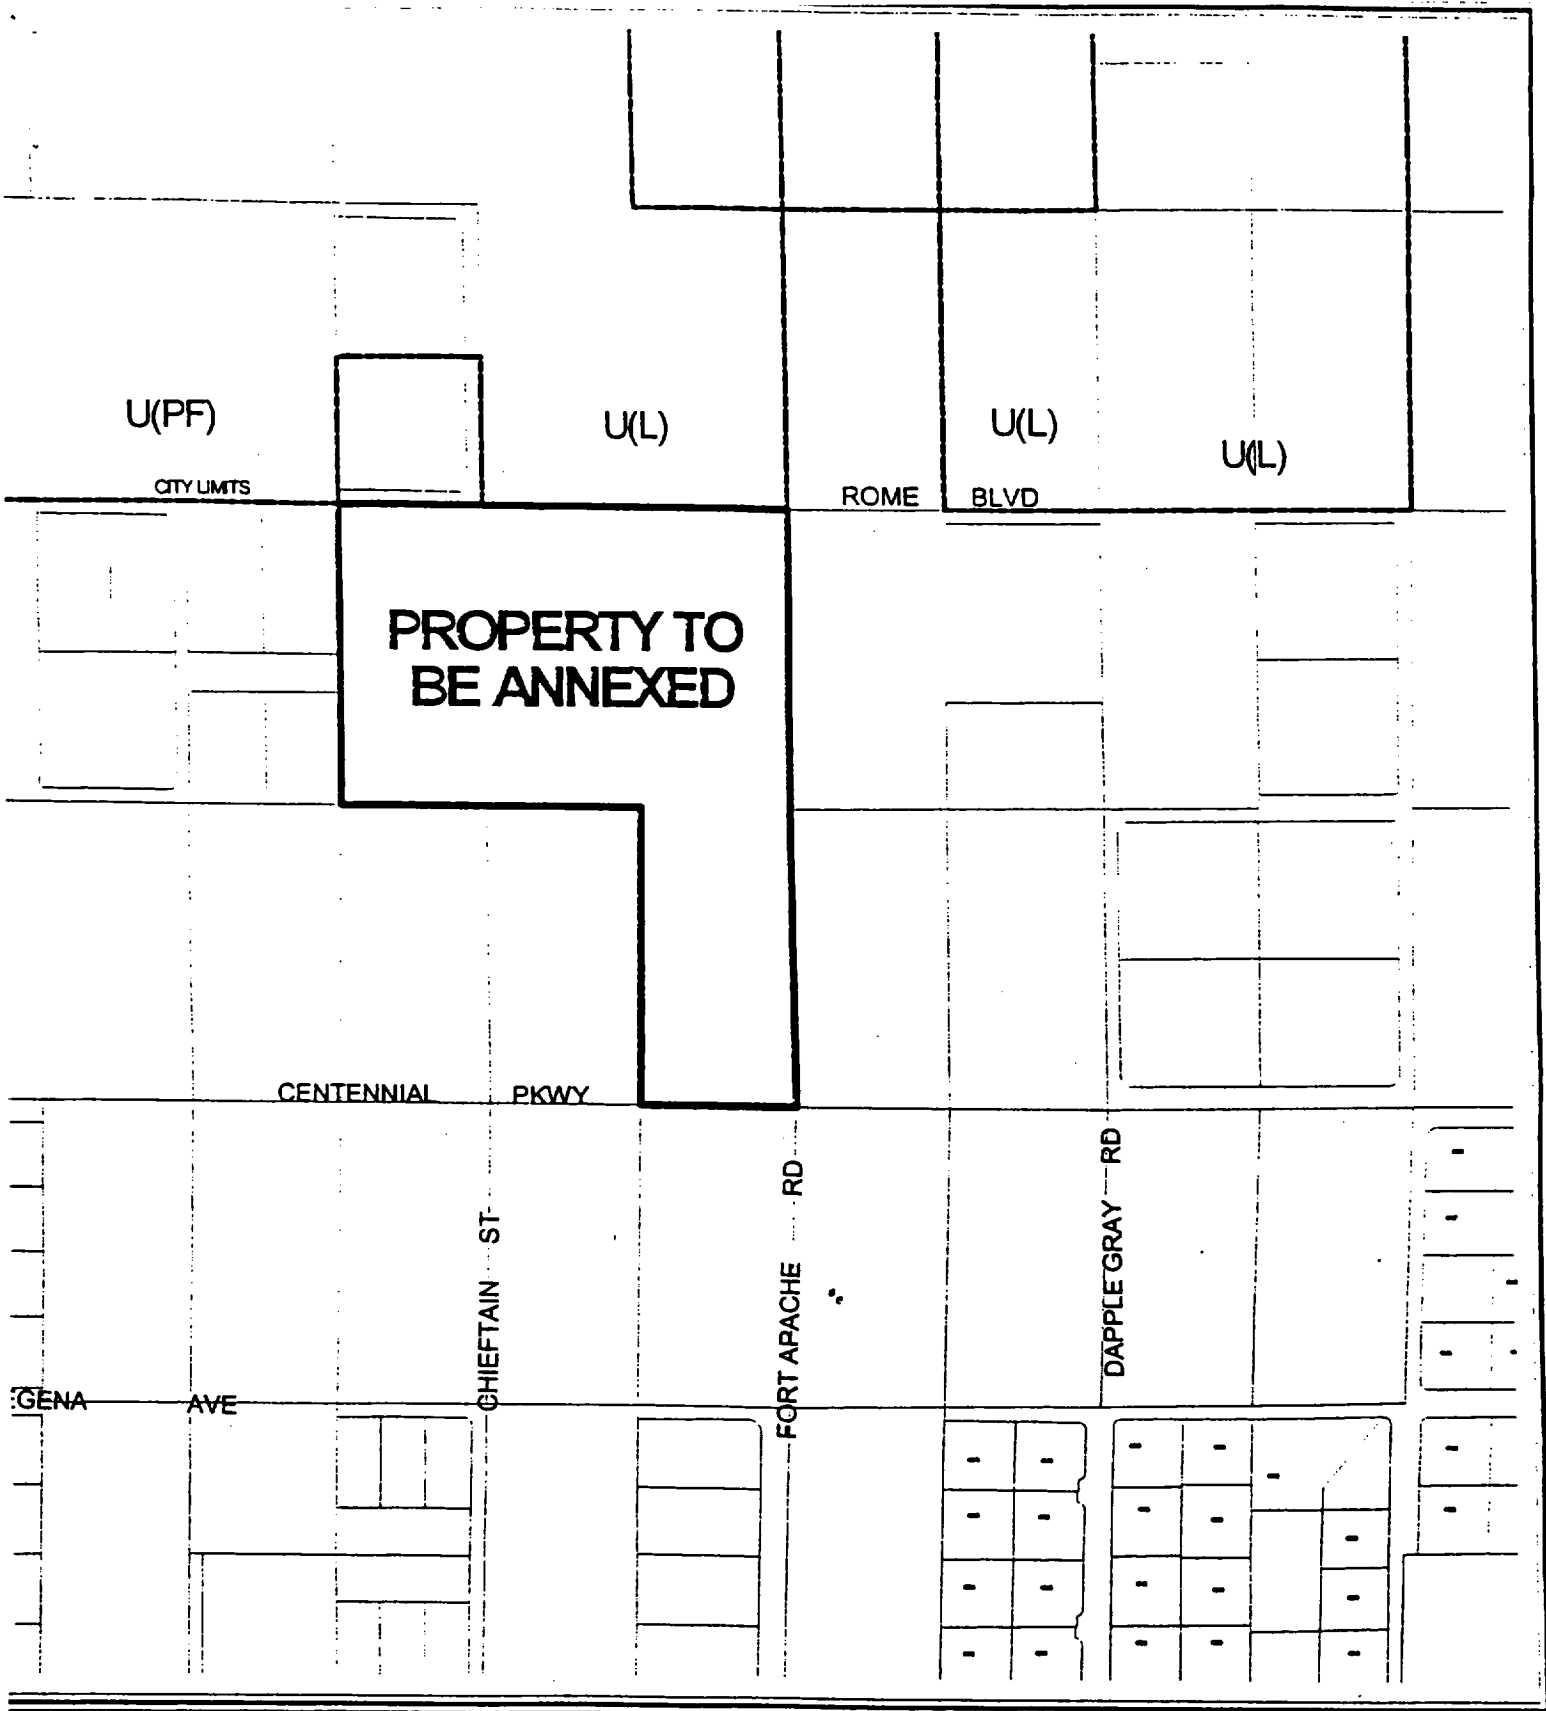 U(PF)
U(L)
U(L)
U(L)
CITY LIMITS
ROME BLVD
PROPERTY TO
BE ANNEXED
CENTENNIAL PKWY
CHIEFTAIN ST
FORT APACHE RD
DAPPLE GRAY RD
GENA AVE